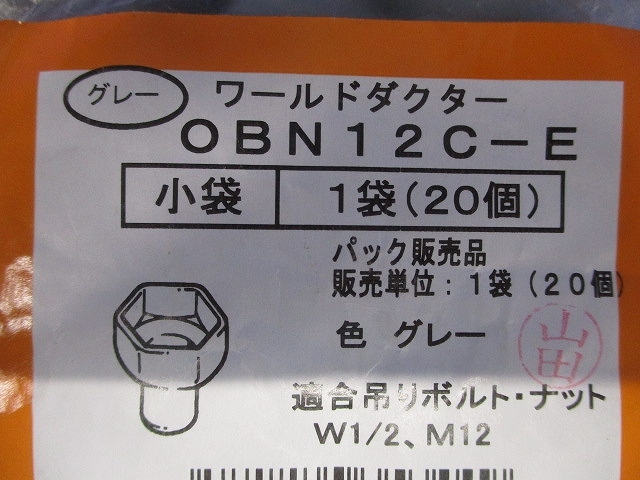 グレー
ワールドダクター
OBN12C-E
小袋 1袋(20個)
パック販売品
販売単位:1袋(20個)
色 グレー
山田
適合吊りボルト・ナット
W1/2、M12